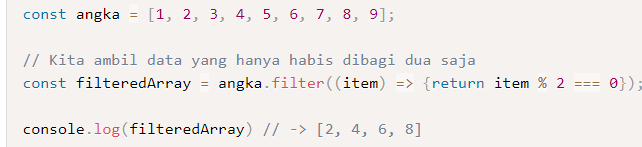 const angka = [1, 2, 3, 4, 5, 6, 7, 8, 9];
// Kita ambil data yang hanya habis dibagi dua saja
const filteredArray = angka.filter((item) => {return item % 2 === 0});
console.log(filteredArray) // -> [2, 4, 6, 8]